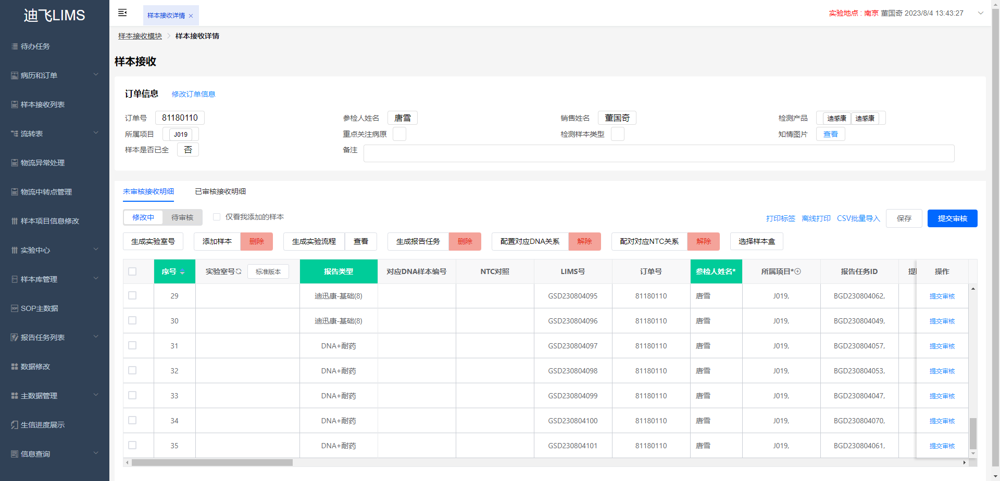 迪飞LIMS
待办任务
病历和订单
样本接收列表
流转表
物流异常处理
物流中转点管理
样本项目信息修改
实验中心
样本库管理
SOP主数据
报告任务列表
数据修改
主数据管理
生信进度展示
信息查询
样本接收详情 ×
实验地点 : 南京 董国奇 2023/8/4 13:43:27
样本接收模块 > 样本接收详情
样本接收
订单信息 修改订单信息
订单号 81180110 参检人姓名 唐雪 销售姓名 董国奇 检测产品 迪感康 迪感康
所属项目 J019 重点关注病原 检测样本类型 知情图片 查看
样本是否已全 否 备注
未审核接收明细 已审核接收明细
修改中 待审核 仅看我添加的样本 打印标签 离线打印 CSV批量导入 保存 提交审核
生成实验室号 添加样本 删除 生成实验流程 查看 生成报告任务 删除 配置对应DNA关系 解除 配对对应NTC关系 解除 选择样本盒
序号 实验室号 标准版本 报告类型 对应DNA样本编号 NTC对照 LIMS号 订单号 参检人姓名* 所属项目* 报告任务ID 操作
29 迪迅康-基础(8) GSD230804095 81180110 唐雪 J019, BGD230804062, 提交审核
30 迪迅康-基础(8) GSD230804096 81180110 唐雪 J019, BGD230804049, 提交审核
31 DNA+耐药 GSD230804097 81180110 唐雪 J019, BGD230804057, 提交审核
32 DNA+耐药 GSD230804098 81180110 唐雪 J019, BGD230804053, 提交审核
33 DNA+耐药 GSD230804099 81180110 唐雪 J019, BGD230804047, 提交审核
34 DNA+耐药 GSD230804100 81180110 唐雪 J019, BGD230804070, 提交审核
35 DNA+耐药 GSD230804101 81180110 唐雪 J019, BGD230804061, 提交审核